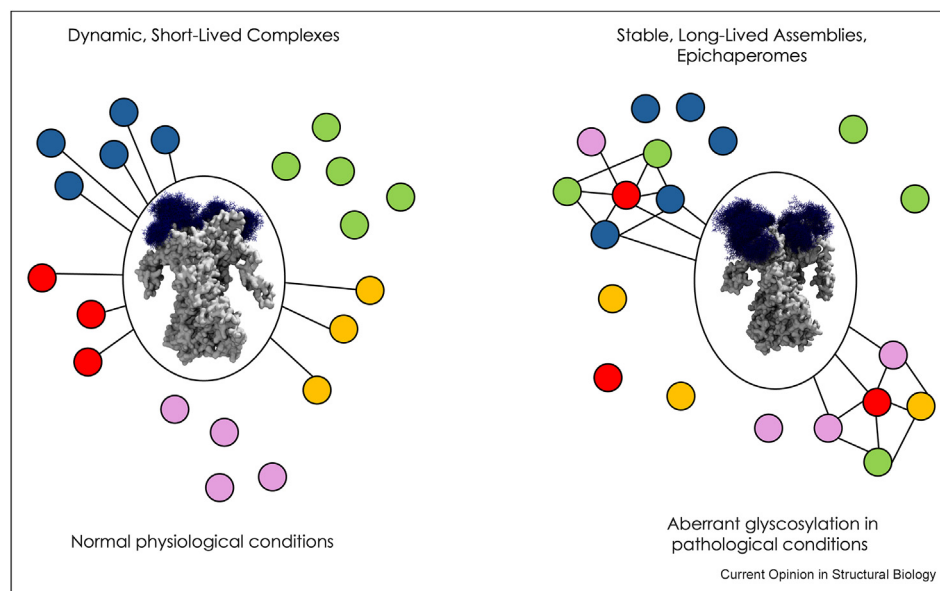 Dynamic, Short-Lived Complexes
Stable, Long-Lived Assemblies,
Epichaperomes
Normal physiological conditions
Aberrant glyscosylation in
pathological conditions
Current Opinion in Structural Biology